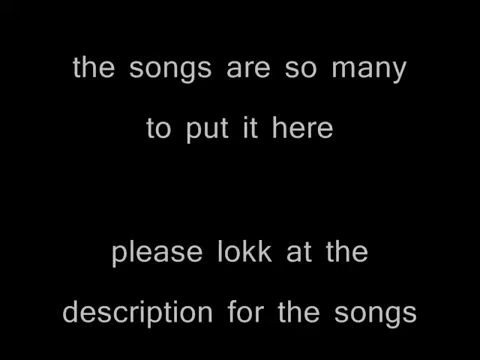 the songs are so many
to put it here
please lokk at the
description for the songs